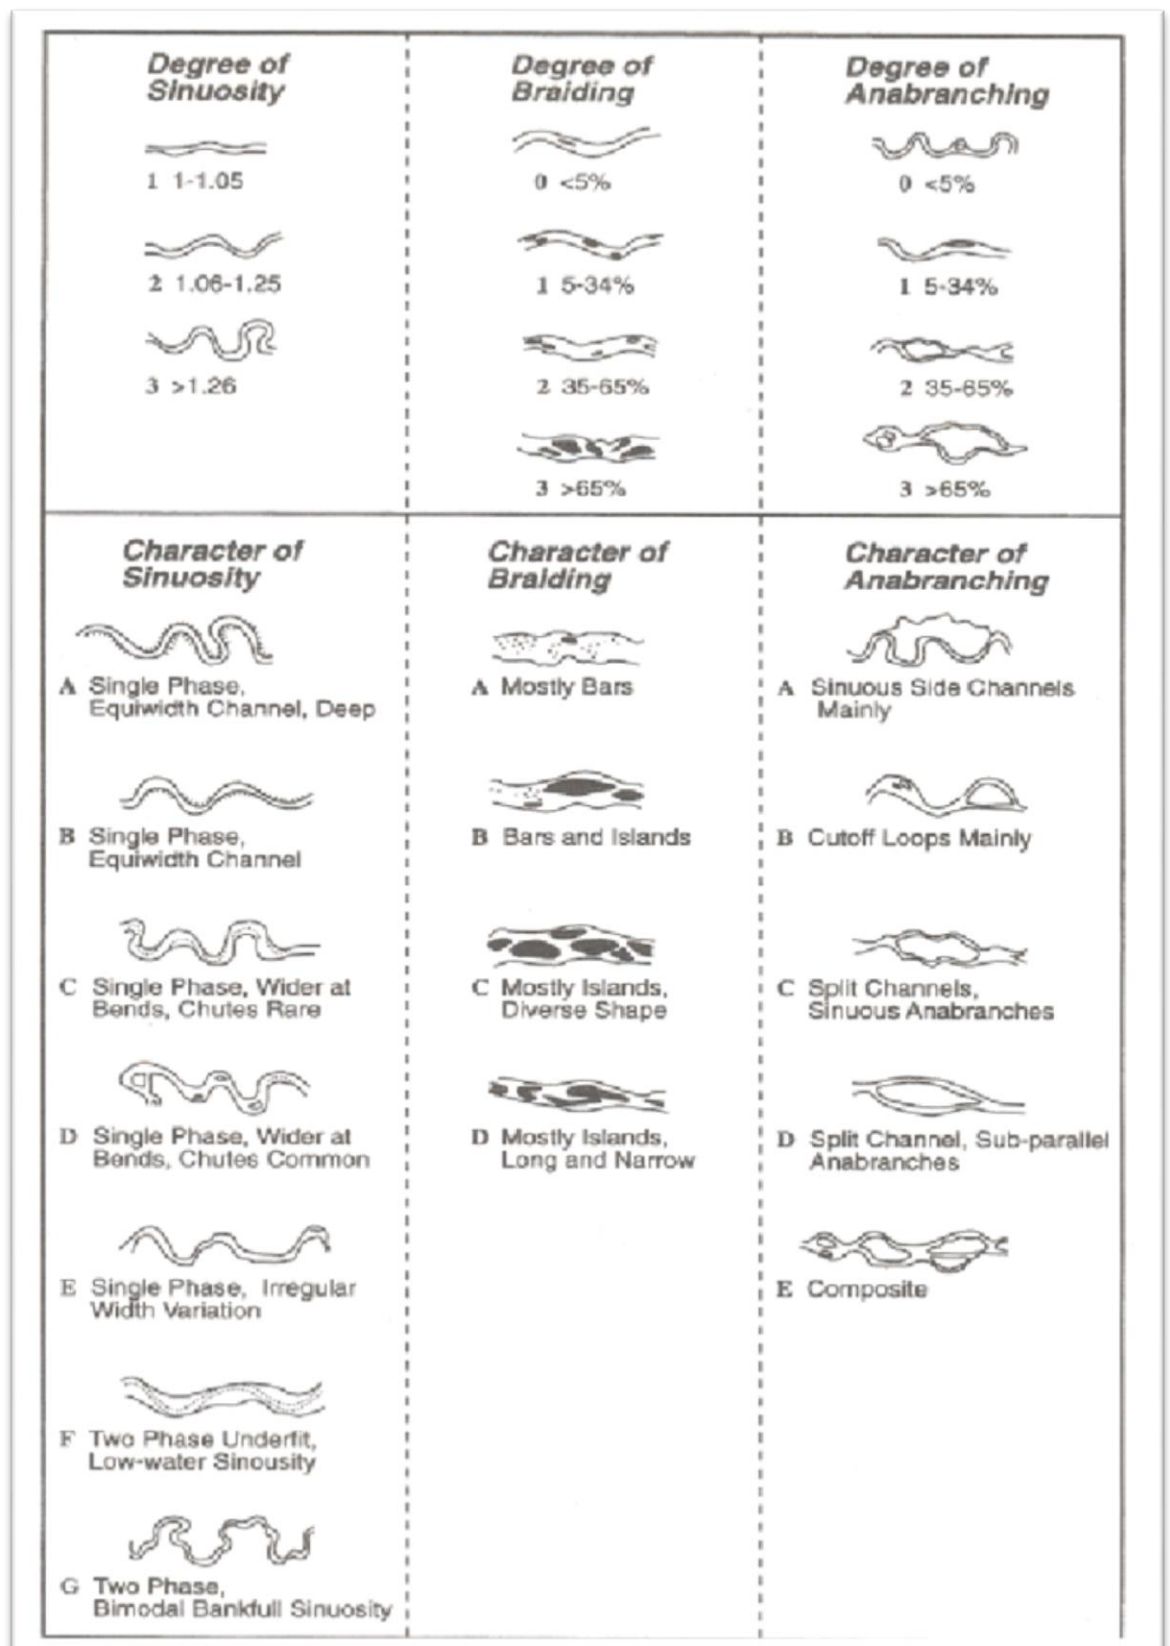 Degree of
Sinuosity
1 1-1.05
2 1.06-1.25
3 >1.26
Degree of
Braiding
0 <5%
1 5-34%
2 35-65%
3 >65%
Degree of
Anabranching
0 <5%
1 5-34%
2 35-65%
3 >65%
Character of
Sinuosity
A Single Phase,
Equiwidth Channel, Deep
B Single Phase,
Equiwidth Channel
C Single Phase, Wider at
Bends, Chutes Rare
D Single Phase, Wider at
Bends, Chutes Common
E Single Phase, Irregular
Width Variation
F Two Phase Underfit,
Low-water Sinousity
G Two Phase,
Bimodal Bankfull Sinuosity
Character of
Braiding
A Mostly Bars
B Bars and Islands
C Mostly Islands,
Diverse Shape
D Mostly Islands,
Long and Narrow
Character of
Anabranching
A Sinuous Side Channels
Mainly
B Cutoff Loops Mainly
C Split Channels,
Sinuous Anabranches
D Split Channel, Sub-parallel
Anabranches
E Composite